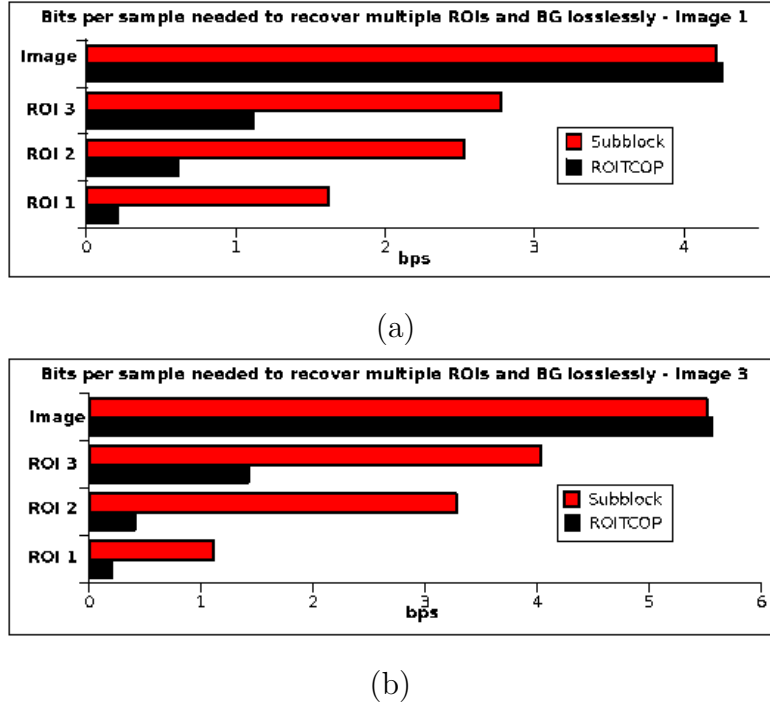 Bits per sample needed to recover multiple ROIs and BG losslessly - Image 1
Image
ROI 3
ROI 2
ROI 1
Subblock
ROITCOP
0 1 2 3 4
bps
(a)
Bits per sample needed to recover multiple ROIs and BG losslessly - Image 3
Image
ROI 3
ROI 2
ROI 1
Subblock
ROITCOP
0 1 2 3 4 5 6
bps
(b)